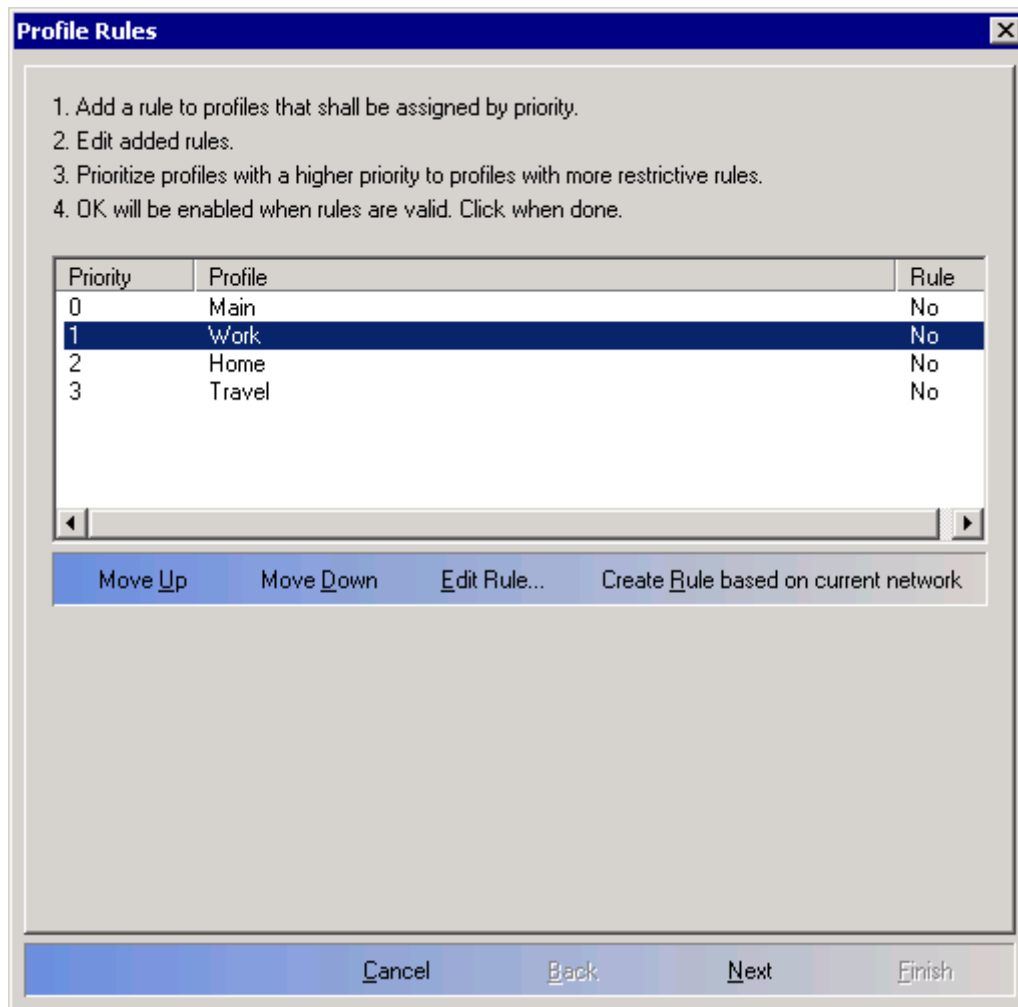 Profile Rules
1. Add a rule to profiles that shall be assigned by priority.
2. Edit added rules.
3. Prioritize profiles with a higher priority to profiles with more restrictive rules.
4. OK will be enabled when rules are valid. Click when done.
Priority Profile Rule
0 Main No
1 Work No
2 Home No
3 Travel No
Move Up Move Down Edit Rule... Create Rule based on current network
Cancel Back Next Finish